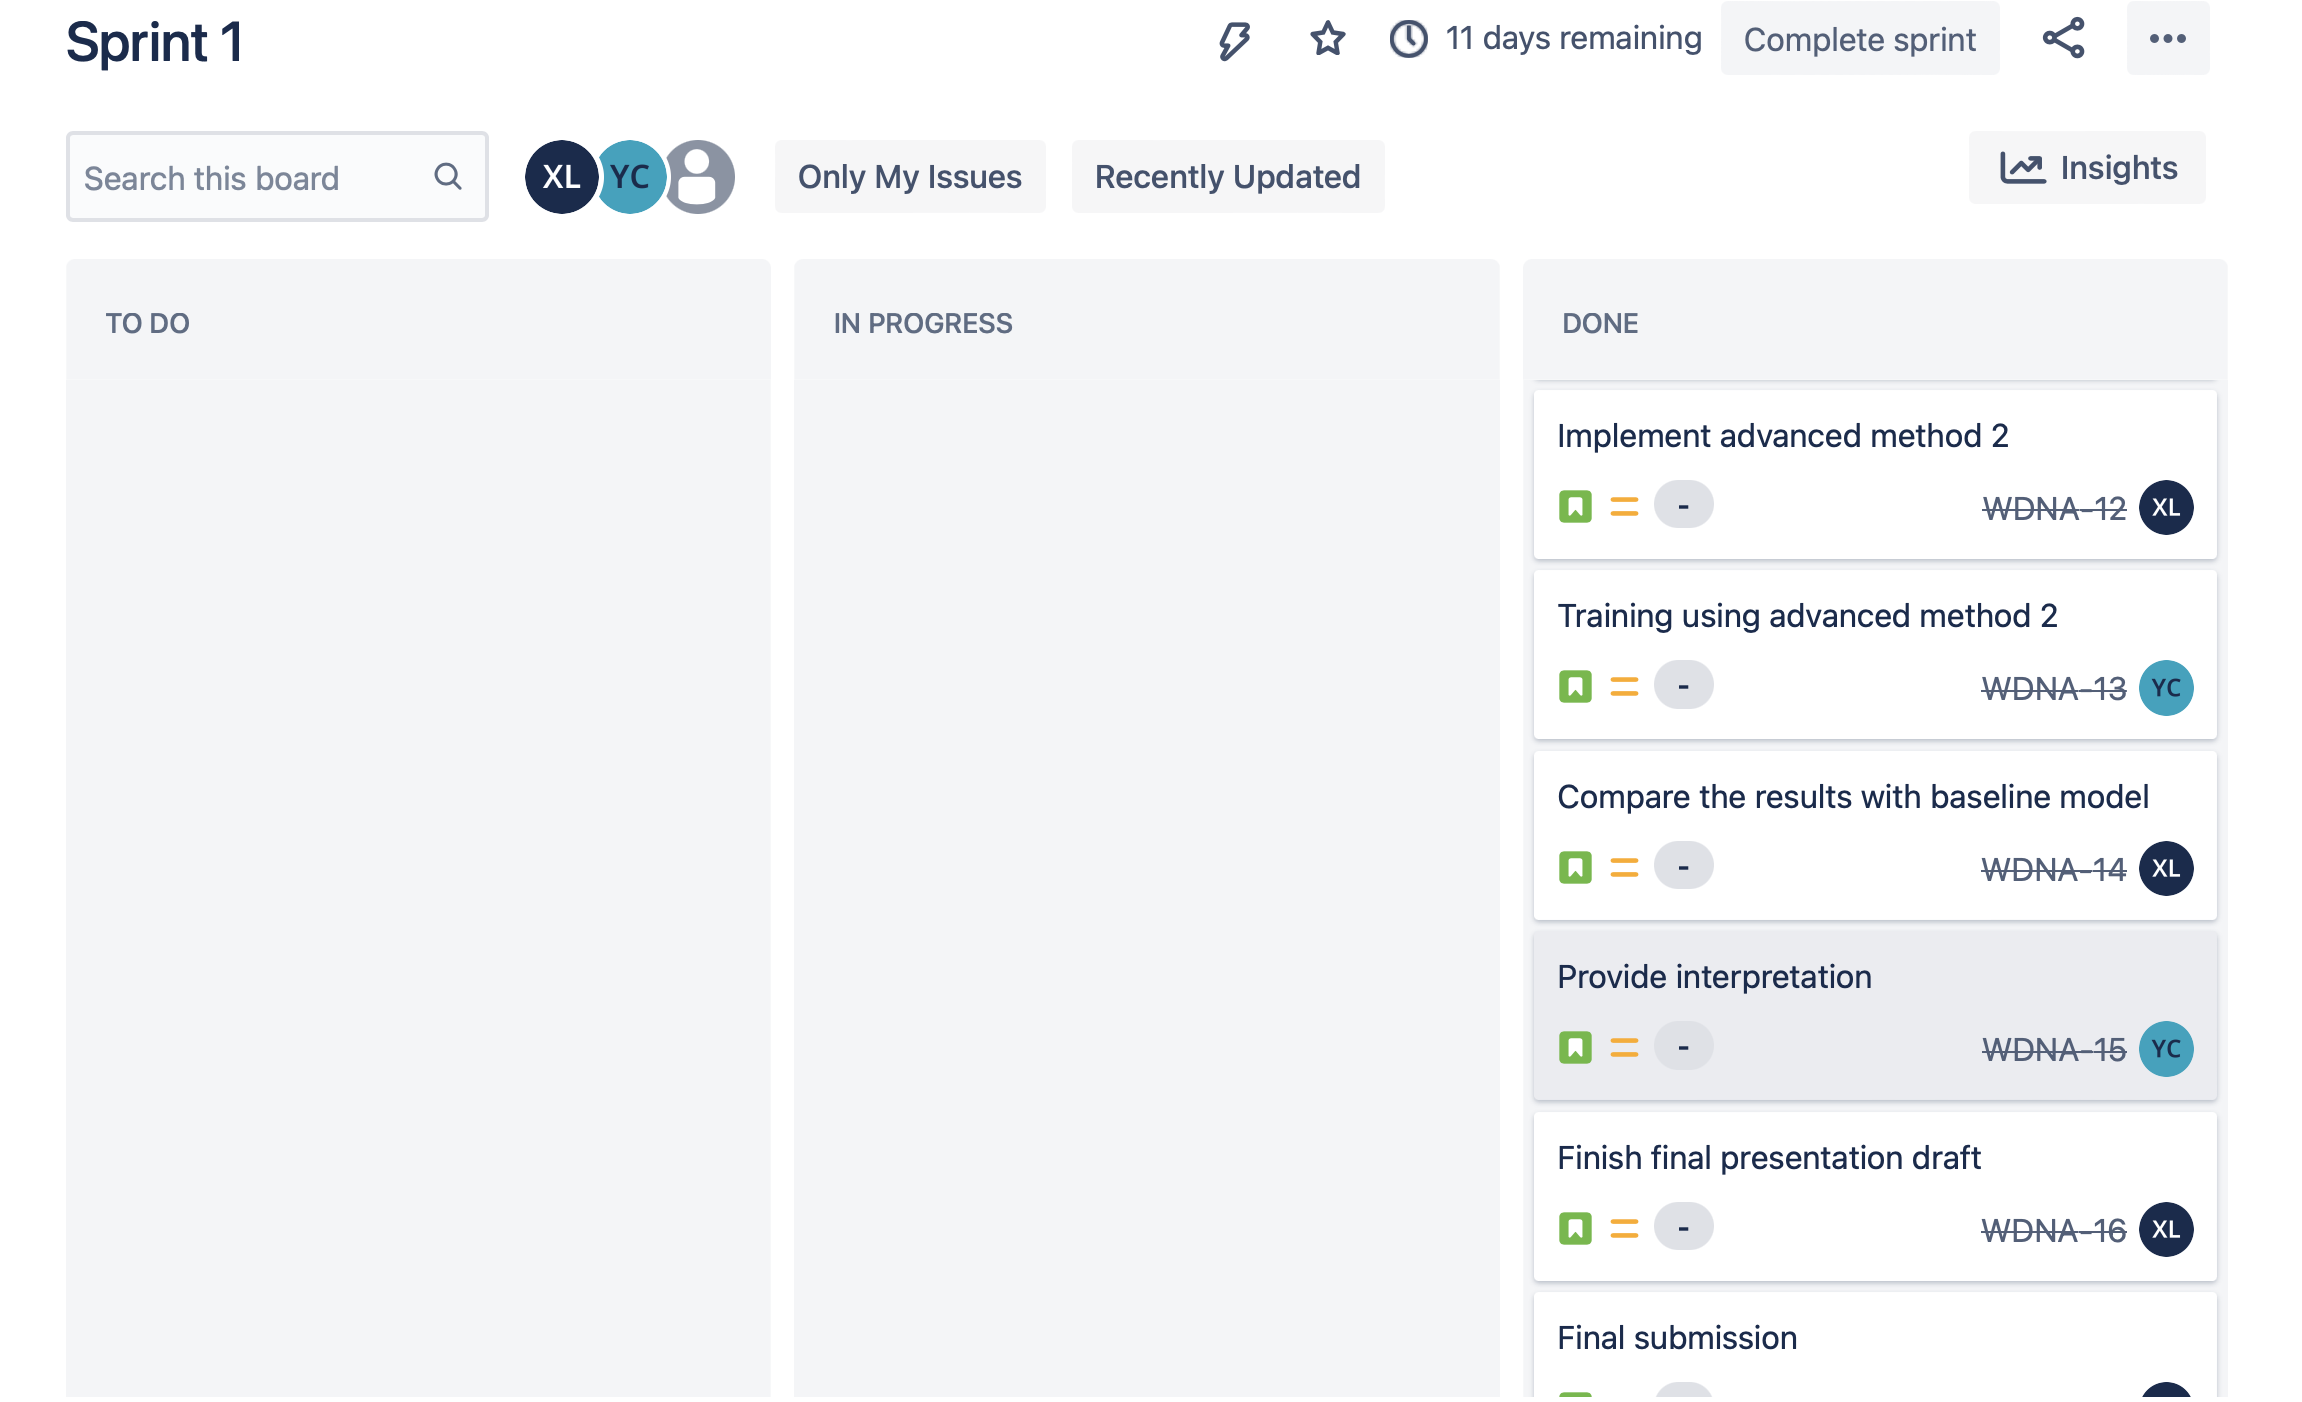 Sprint 1
11 days remaining
Complete sprint
Search this board
XL
YC
Only My Issues
Recently Updated
Insights
TO DO
IN PROGRESS
DONE
Implement advanced method 2
-
WDNA-12
XL
Training using advanced method 2
-
WDNA-13
YC
Compare the results with baseline model
-
WDNA-14
XL
Provide interpretation
-
WDNA-15
YC
Finish final presentation draft
-
WDNA-16
XL
Final submission